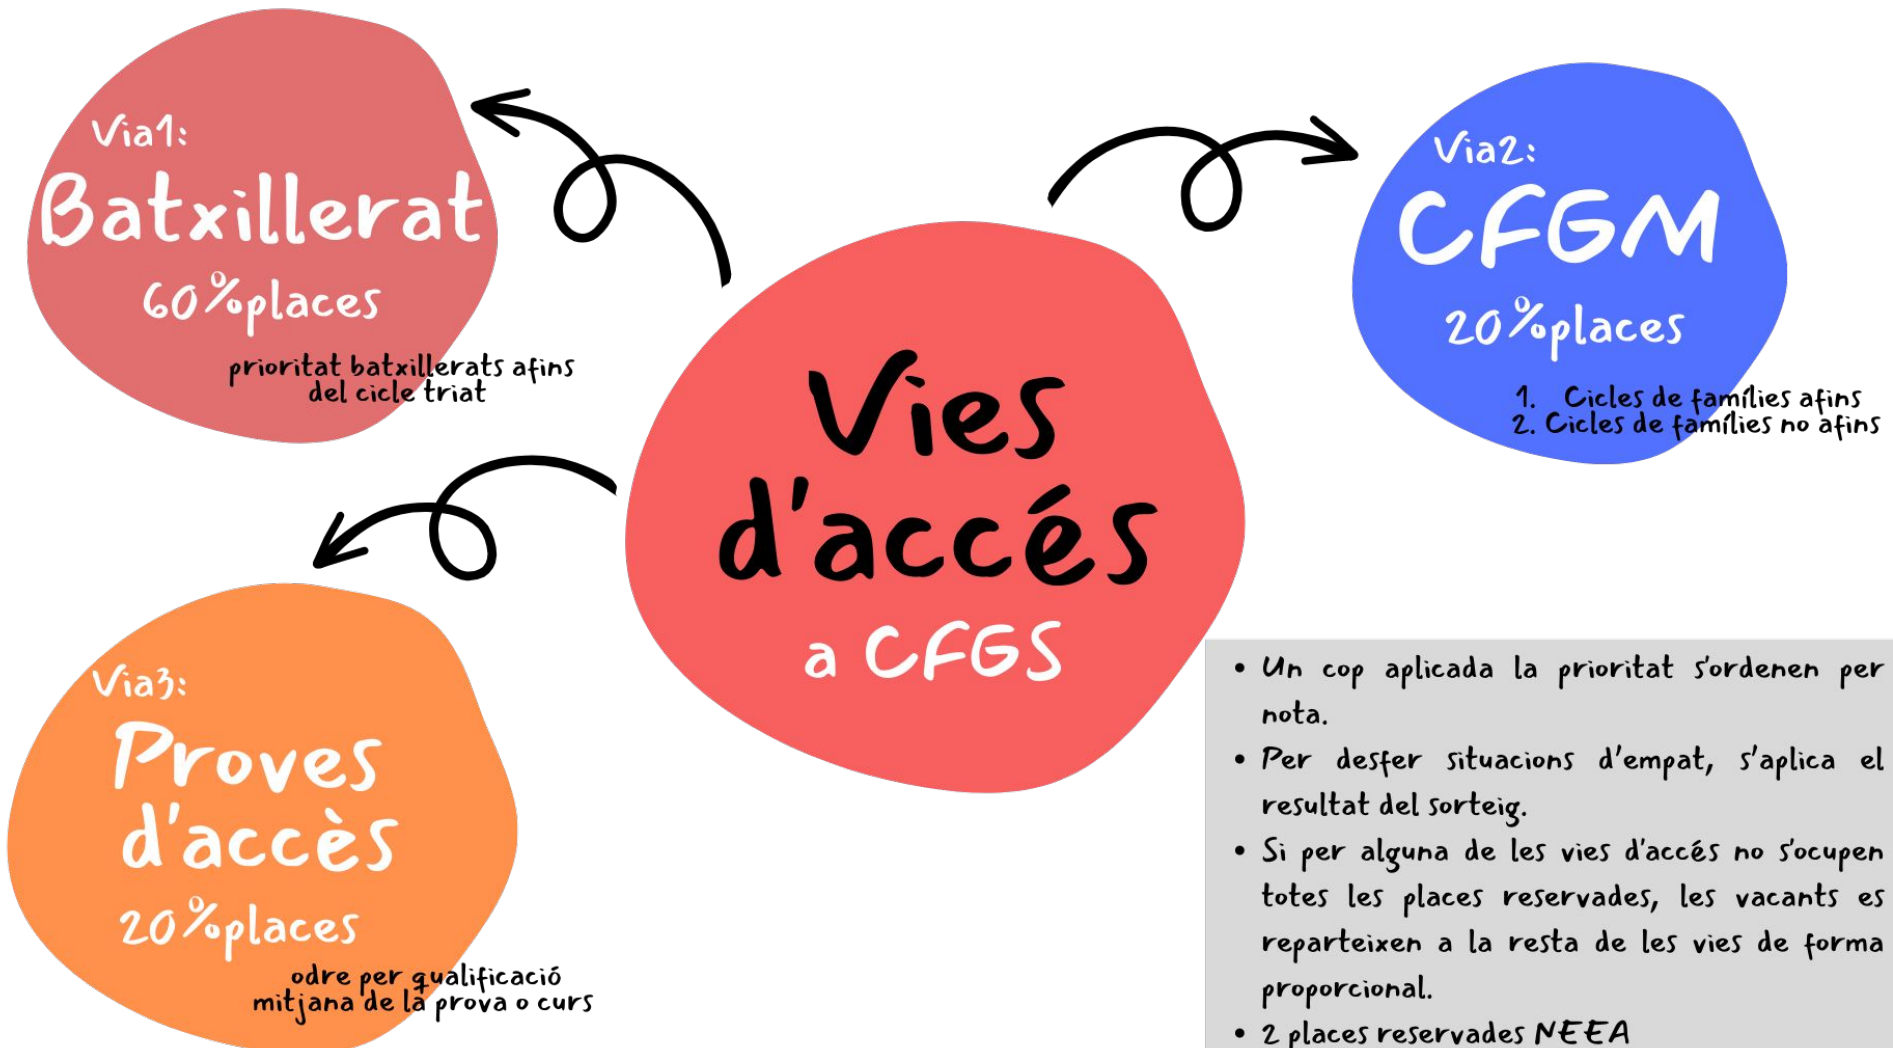 Via1:
Batxillerat
60%places
prioritat batxillerats afins
del cicle triat
Via2:
CFGM
20%places
1. Cicles de famílies afins
2. Cicles de famílies no afins
Vies
d'accés
a CFGS
Via3:
Proves
d'accès
20%places
odre per qualificació
mitjana de la prova o curs
• Un cop aplicada la prioritat s'ordenen per
nota.
• Per desfer situacions d'empat, s'aplica el
resultat del sorteig.
• Si per alguna de les vies d'accés no s'ocupen
totes les places reservades, les vacants es
reparteixen a la resta de les vies de forma
proporcional.
• 2 places reservades NEEA